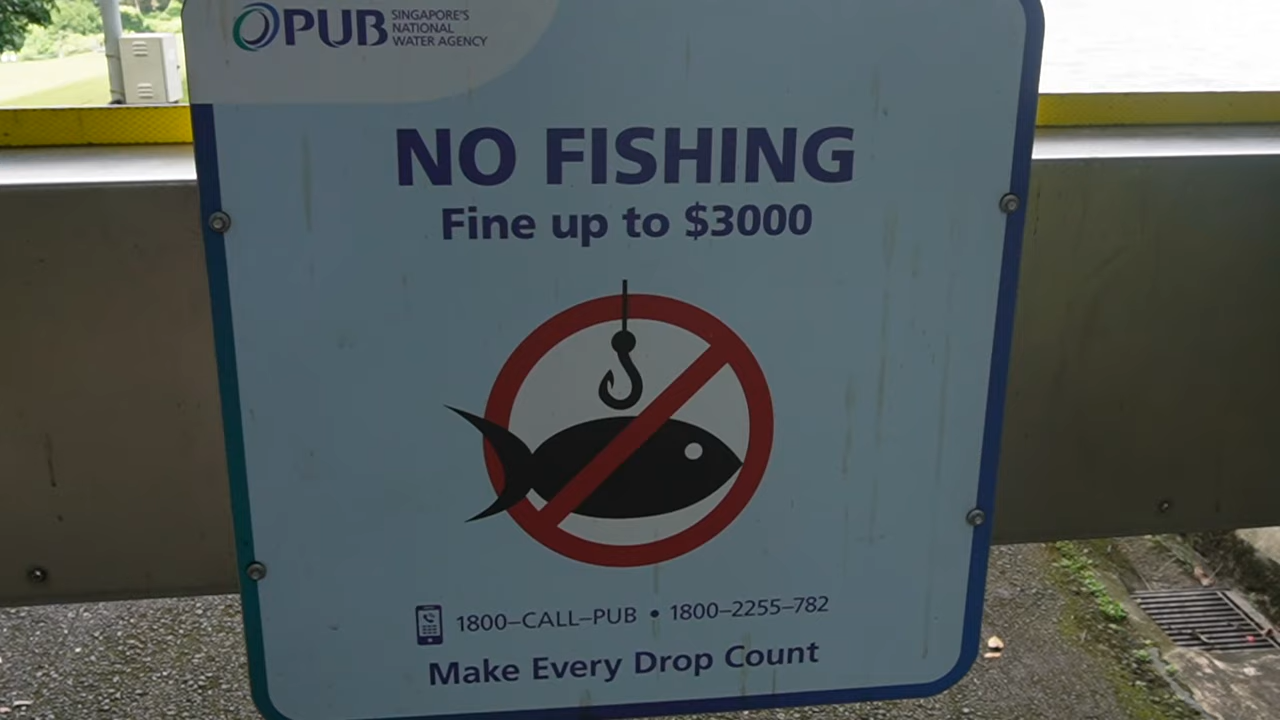 PUB
SINGAPORE'S
NATIONAL
WATER AGENCY
NO FISHING
Fine up to $3000
1800–CALL–PUB • 1800–2255–782
Make Every Drop Count